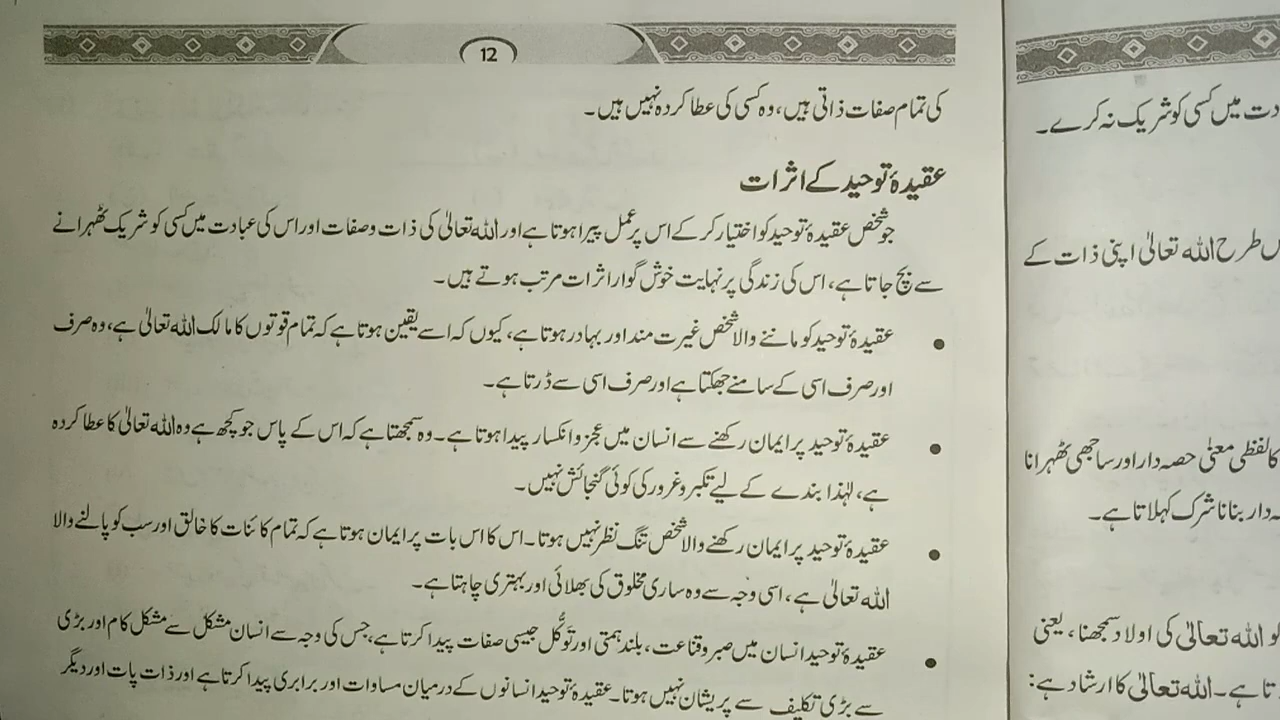 12
کی تمام صفات ذاتی ہیں، وہ کسی کی عطا کردہ نہیں ہیں۔
عقیدۂ توحید کے اثرات
جو شخص عقیدۂ توحید کو اختیار کر کے اس پر عمل پیرا ہوتا ہے اور اللہ تعالیٰ کی ذات و صفات اور اس کی عبادت میں کسی کو شریک ٹھہرانے
سے بچ جاتا ہے، اس کی زندگی پر نہایت خوش گوار اثرات مرتب ہوتے ہیں۔
● عقیدۂ توحید کو ماننے والا شخص غیرت مند اور بہادر ہوتا ہے، کیوں کہ اسے یقین ہوتا ہے کہ تمام قوتوں کا مالک اللہ تعالیٰ ہے، وہ صرف
اور صرف اسی کے سامنے جھکتا ہے اور صرف اسی سے ڈرتا ہے۔
● عقیدۂ توحید پر ایمان رکھنے سے انسان میں عجز و انکسار پیدا ہوتا ہے۔ وہ سمجھتا ہے کہ اس کے پاس جو کچھ ہے وہ اللہ تعالیٰ کا عطا کردہ
ہے، لہٰذا بندے کے لیے تکبر و غرور کی کوئی گنجائش نہیں۔
● عقیدۂ توحید پر ایمان رکھنے والا شخص تنگ نظر نہیں ہوتا۔ اس کا اس بات پر ایمان ہوتا ہے کہ تمام کائنات کا خالق اور سب کو پالنے والا
اللہ تعالیٰ ہے، اسی وجہ سے وہ ساری مخلوق کی بھلائی اور بہتری چاہتا ہے۔
● عقیدۂ توحید انسان میں صبر و قناعت، بلند ہمتی اور توکّل جیسی صفات پیدا کرتا ہے، جس کی وجہ سے انسان مشکل سے مشکل کام اور بڑی
سے بڑی تکلیف سے پریشان نہیں ہوتا۔ عقیدۂ توحید انسانوں کے درمیان مساوات اور برابری پیدا کرتا ہے اور ذات پات اور دیگر
میں کسی کو شریک نہ کرے۔
طرح اللہ تعالیٰ اپنی ذات کے
کا لفظی معنیٰ حصہ دار اور ساجھی ٹھہرانا
دار بنانا شرک کہلاتا ہے۔
کو اللہ تعالیٰ کی اولاد سمجھنا، یعنی
تا ہے۔ اللہ تعالیٰ کا ارشاد ہے: